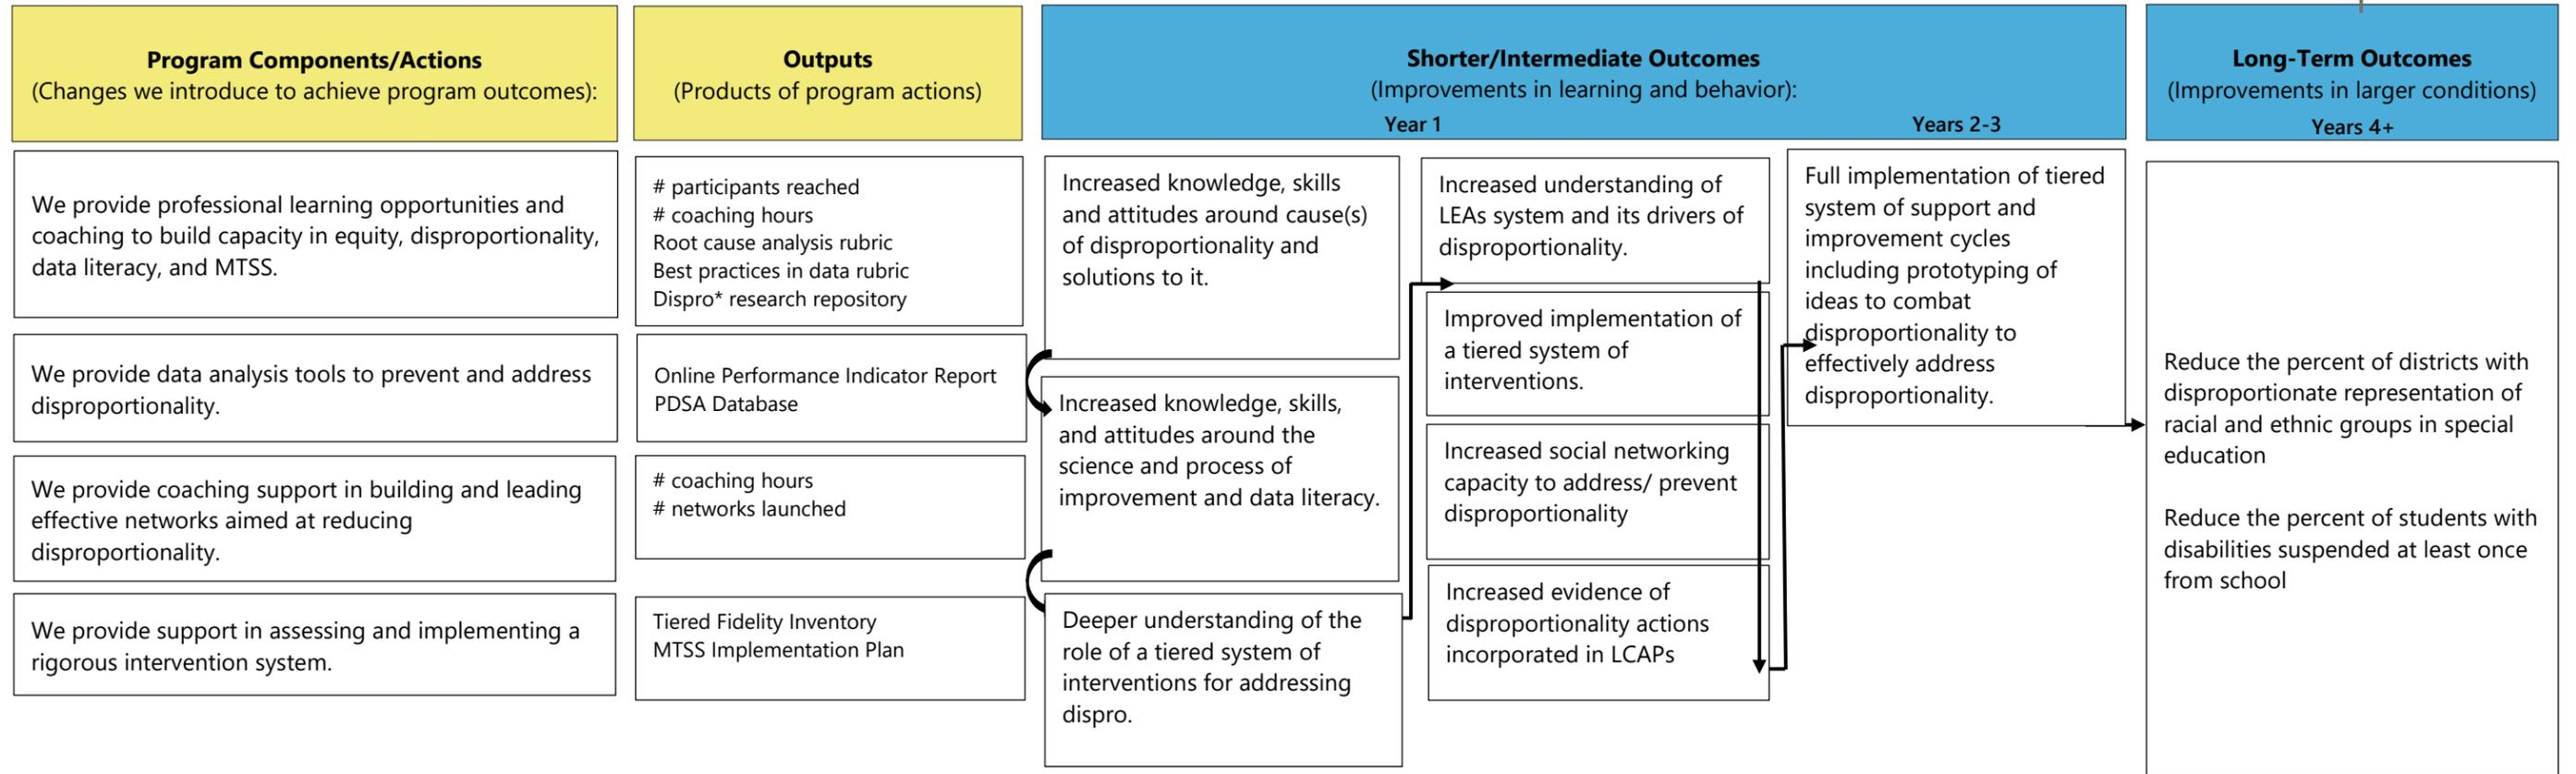 Program Components/Actions
(Changes we introduce to achieve program outcomes):
Outputs
(Products of program actions)
Shorter/Intermediate Outcomes
(Improvements in learning and behavior):
Year 1
Years 2-3
Long-Term Outcomes
(Improvements in larger conditions)
Years 4+
We provide professional learning opportunities and
coaching to build capacity in equity, disproportionality,
data literacy, and MTSS.
We provide data analysis tools to prevent and address
disproportionality.
We provide coaching support in building and leading
effective networks aimed at reducing
disproportionality.
We provide support in assessing and implementing a
rigorous intervention system.
# participants reached
# coaching hours
Root cause analysis rubric
Best practices in data rubric
Dispro* research repository
Online Performance Indicator Report
PDSA Database
# coaching hours
# networks launched
Tiered Fidelity Inventory
MTSS Implementation Plan
Increased knowledge, skills
and attitudes around cause(s)
of disproportionality and
solutions to it.
Increased knowledge, skills,
and attitudes around the
science and process of
improvement and data literacy.
Deeper understanding of the
role of a tiered system of
interventions for addressing
dispro.
Increased understanding of
LEAs system and its drivers of
disproportionality.
Improved implementation of
a tiered system of
interventions.
Increased social networking
capacity to address/ prevent
disproportionality
Increased evidence of
disproportionality actions
incorporated in LCAPs
Full implementation of tiered
system of support and
improvement cycles
including prototyping of
ideas to combat
disproportionality to
effectively address
disproportionality.
Reduce the percent of districts with
disproportionate representation of
racial and ethnic groups in special
education
Reduce the percent of students with
disabilities suspended at least once
from school